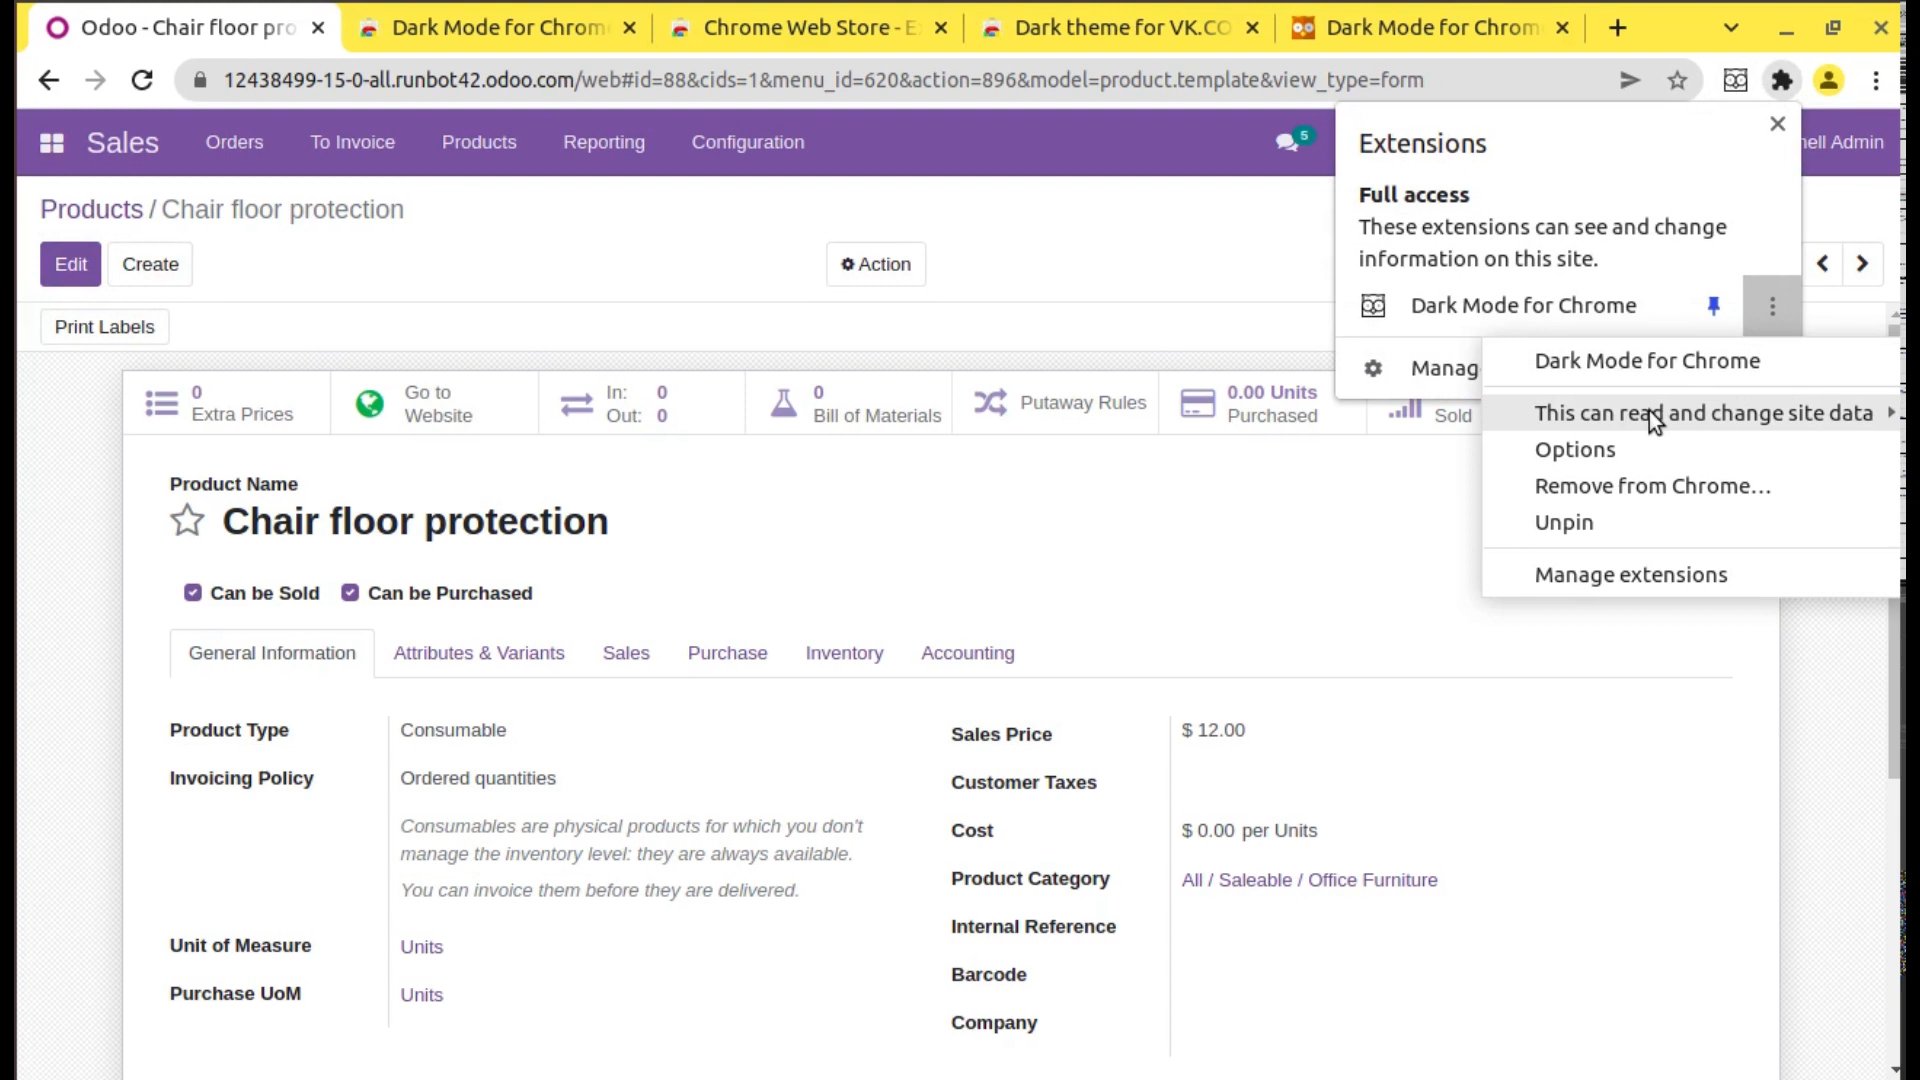 Odoo - Chair floor pro
Dark Mode for Chrom
Chrome Web Store - E
Dark theme for VK.CO
Dark Mode for Chrom
12438499-15-0-all.runbot42.odoo.com/web#id=88&cids=1&menu_id=620&action=896&model=product.template&view_type=form
Sales
Orders
To Invoice
Products
Reporting
Configuration
5
nell Admin
Products / Chair floor protection
Edit
Create
Action
Print Labels
Extensions
Full access
These extensions can see and change
information on this site.
Dark Mode for Chrome
Manag
Dark Mode for Chrome
This can read and change site data
Options
Remove from Chrome…
Unpin
Manage extensions
0
Extra Prices
Go to
Website
In: 0
Out: 0
0
Bill of Materials
Putaway Rules
0.00 Units
Purchased
Sold
Product Name
Chair floor protection
Can be Sold
Can be Purchased
General Information
Attributes & Variants
Sales
Purchase
Inventory
Accounting
Product Type
Consumable
Invoicing Policy
Ordered quantities
Consumables are physical products for which you don't
manage the inventory level: they are always available.
You can invoice them before they are delivered.
Unit of Measure
Units
Purchase UoM
Units
Sales Price
$ 12.00
Customer Taxes
Cost
$ 0.00 per Units
Product Category
All / Saleable / Office Furniture
Internal Reference
Barcode
Company